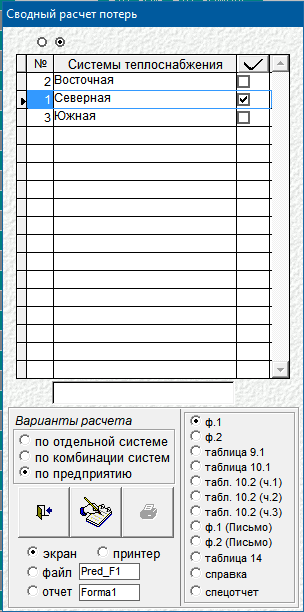 Сводный расчет потерь
№ Системы теплоснабжения
2 Восточная
1 Северная
3 Южная
Варианты расчета
по отдельной системе
по комбинации систем
по предприятию
экран принтер
файл Pred_F1
отчет Forma1
ф.1
ф.2
таблица 9.1
таблица 10.1
табл. 10.2 (ч.1)
табл. 10.2 (ч.2)
табл. 10.2 (ч.3)
ф.1 (Письмо)
ф.2 (Письмо)
таблица 14
справка
спецотчет